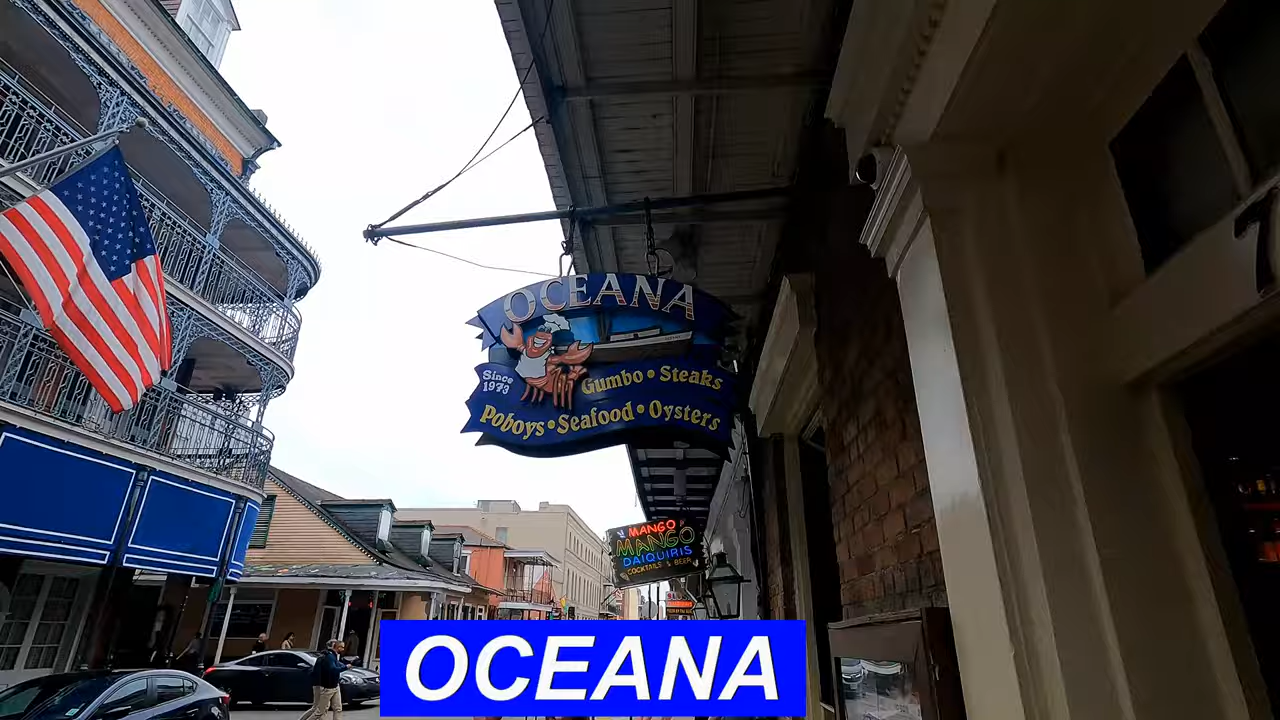 OCEANA
Since
1973
Gumbo • Steaks
Poboys • Seafood • Oysters
MANGO
MANGO
DAIQUIRIS
COCKTAILS & BEER
OCEANA